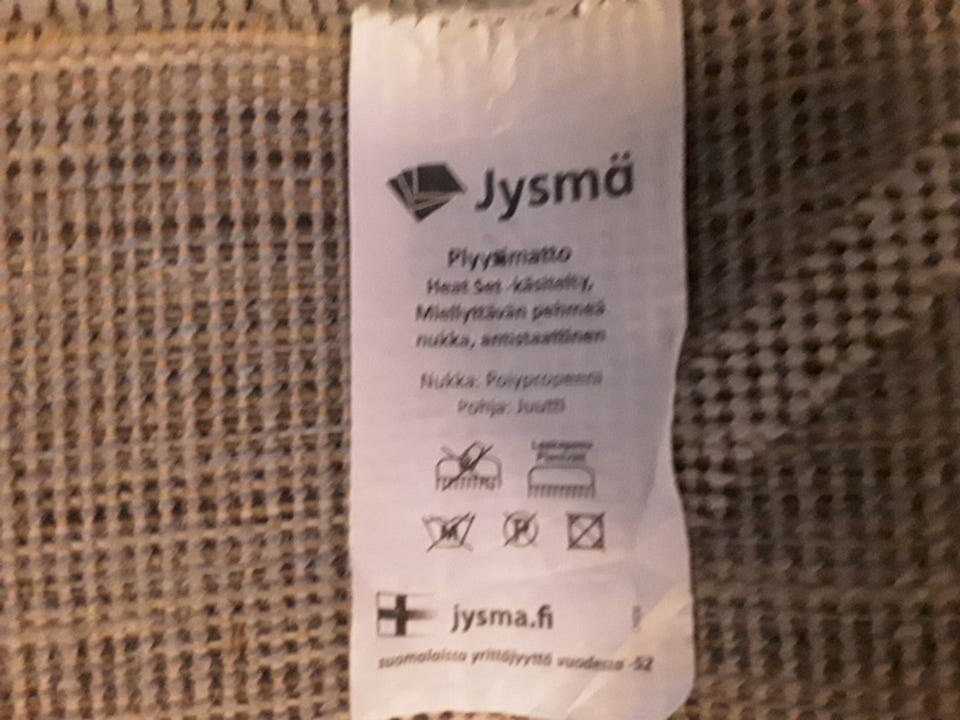 Jysmä
Plyysimatto
Heat Set -käsitelty,
Miellyttävän pehmeä
nukka, antistaattinen
Nukka: Polypropeeni
Pohja: Juutti
P
jysma.fi
suomalaista yrittäjyyttä vuodesta -52